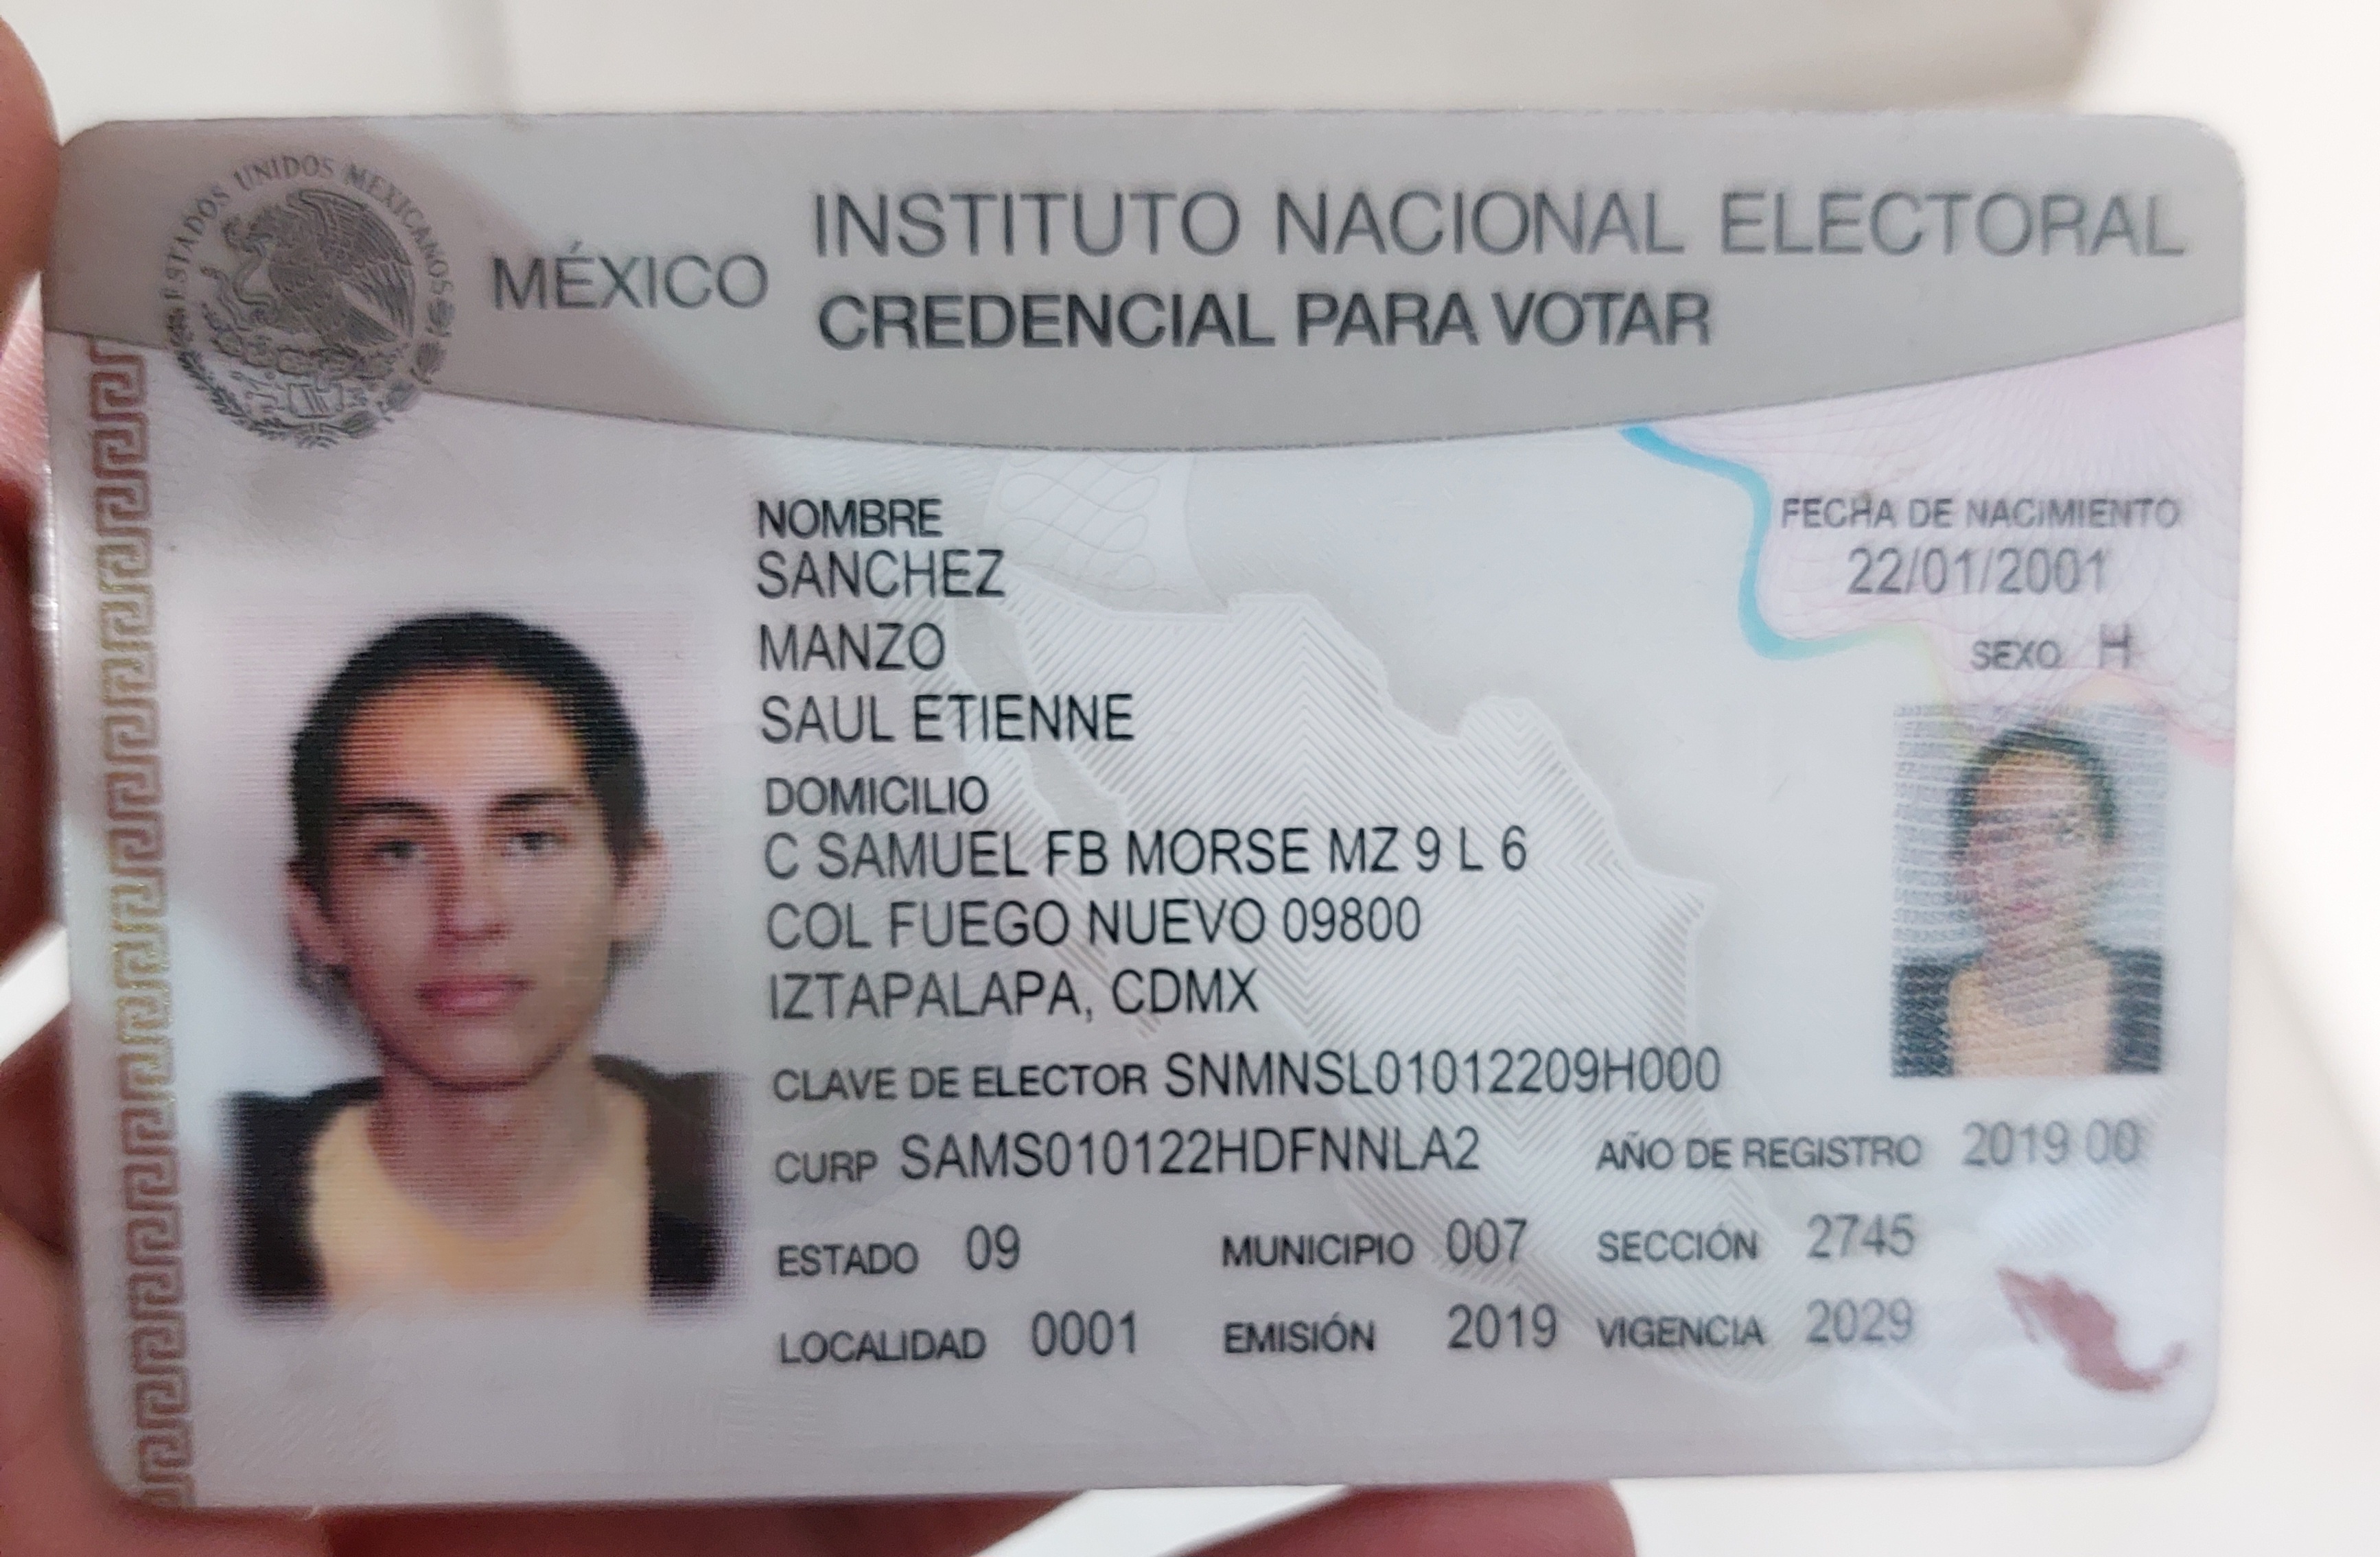 ESTADOS UNIDOS MEXICANOS
MÉXICO
INSTITUTO NACIONAL ELECTORAL
CREDENCIAL PARA VOTAR
NOMBRE
SANCHEZ
MANZO
SAUL ETIENNE
FECHA DE NACIMIENTO
22/01/2001
SEXO H
DOMICILIO
C SAMUEL FB MORSE MZ 9 L 6
COL FUEGO NUEVO 09800
IZTAPALAPA, CDMX
CLAVE DE ELECTOR SNMNSL01012209H000
CURP SAMS010122HDFNNLA2 AÑO DE REGISTRO 2019 00
ESTADO 09 MUNICIPIO 007 SECCIÓN 2745
LOCALIDAD 0001 EMISIÓN 2019 VIGENCIA 2029